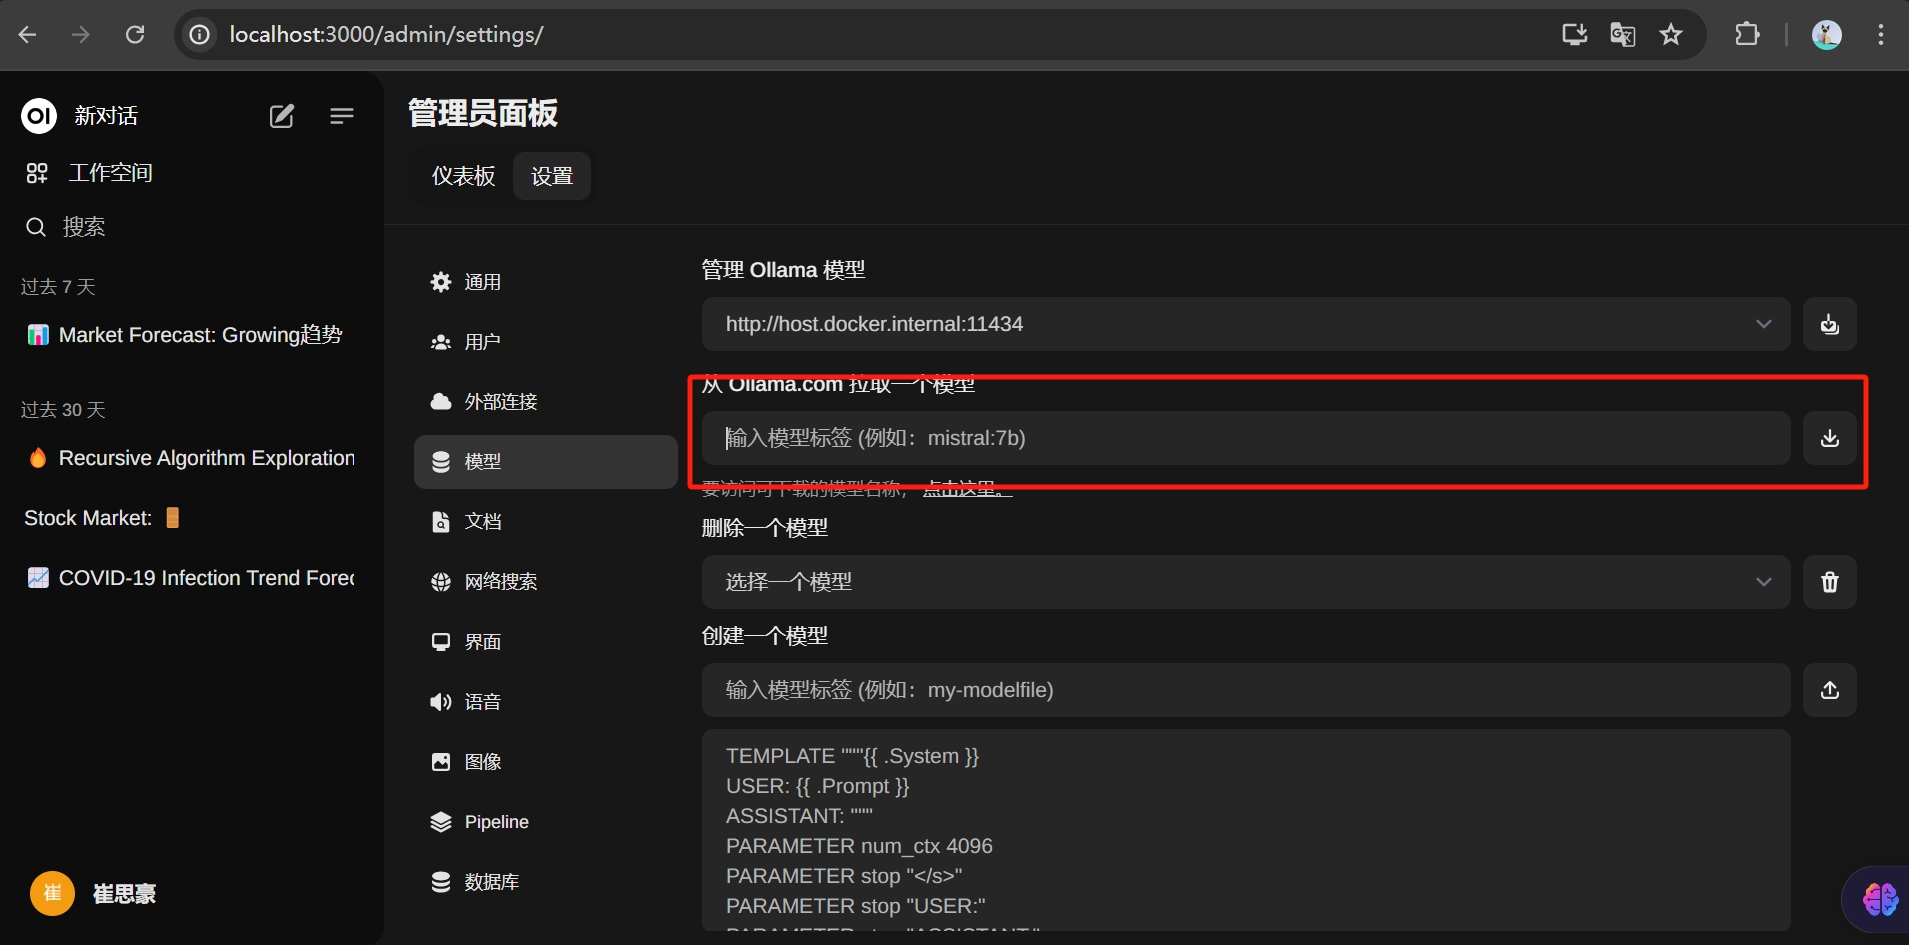 localhost:3000/admin/settings/
OI 新对话
工作空间
搜索
过去 7 天
Market Forecast: Growing趋势
过去 30 天
Recursive Algorithm Exploration
Stock Market:
COVID-19 Infection Trend Forec
崔 崔思豪
管理员面板
仪表板 设置
通用
用户
外部连接
模型
文档
网络搜索
界面
语音
图像
Pipeline
数据库
管理 Ollama 模型
http://host.docker.internal:11434
从 Ollama.com 拉取一个模型
输入模型标签 (例如：mistral:7b)
要访问可下载的模型名称，点击这里。
删除一个模型
选择一个模型
创建一个模型
输入模型标签 (例如：my-modelfile)
TEMPLATE """{{ .System }}
USER: {{ .Prompt }}
ASSISTANT: """
PARAMETER num_ctx 4096
PARAMETER stop "</s>"
PARAMETER stop "USER:"
PARAMETER stop "ASSISTANT:"